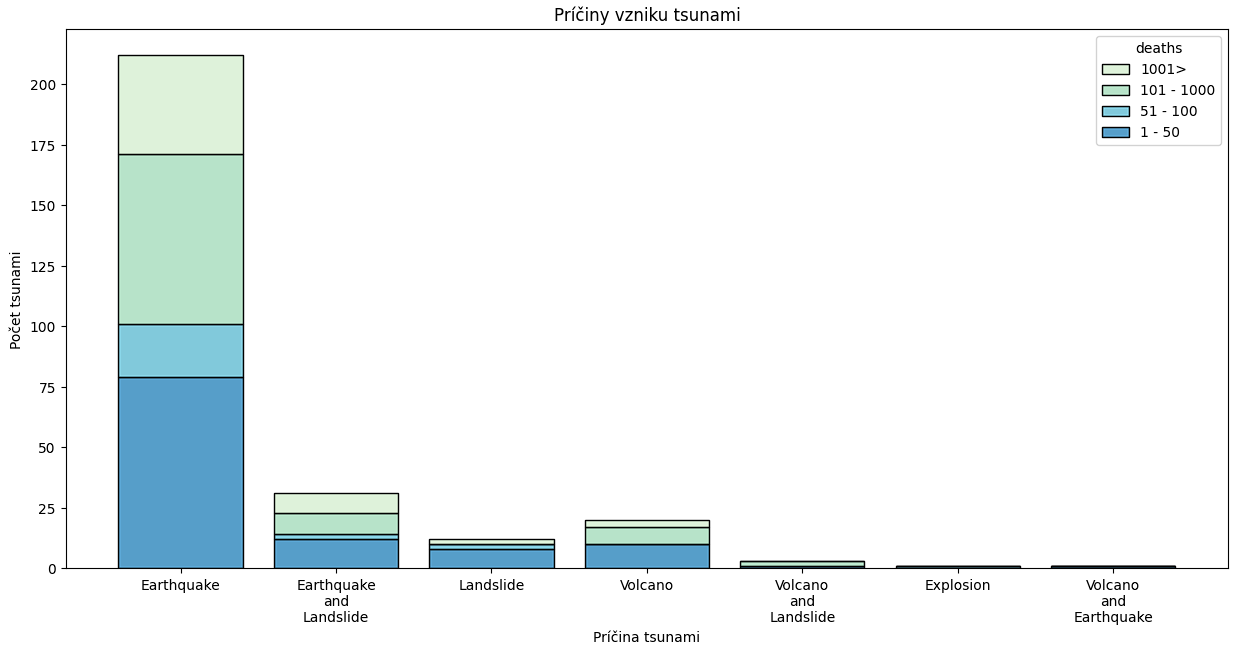 Príčiny vzniku tsunami
deaths
1001>
101 - 1000
51 - 100
1 - 50
Počet tsunami
200
175
150
125
100
75
50
25
0
Earthquake
Earthquake
and
Landslide
Landslide
Volcano
Volcano
and
Landslide
Explosion
Volcano
and
Earthquake
Príčina tsunami